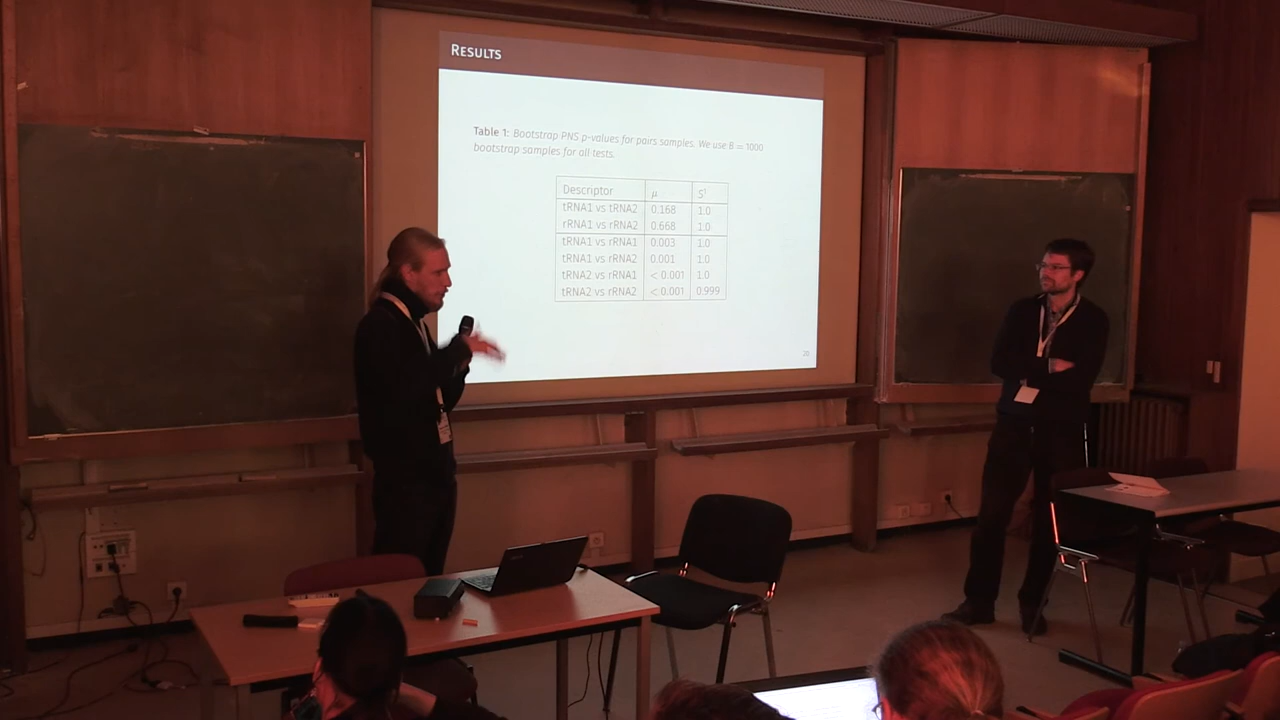 RESULTS
Table 1: Bootstrap PNS p-values for pairs samples. We use B = 1000
bootstrap samples for all tests.
Descriptor μ S¹
tRNA1 vs tRNA2 0.168 1.0
rRNA1 vs rRNA2 0.668 1.0
tRNA1 vs rRNA1 0.003 1.0
tRNA1 vs rRNA2 0.001 1.0
tRNA2 vs rRNA1 < 0.001 1.0
tRNA2 vs rRNA2 < 0.001 0.999
20